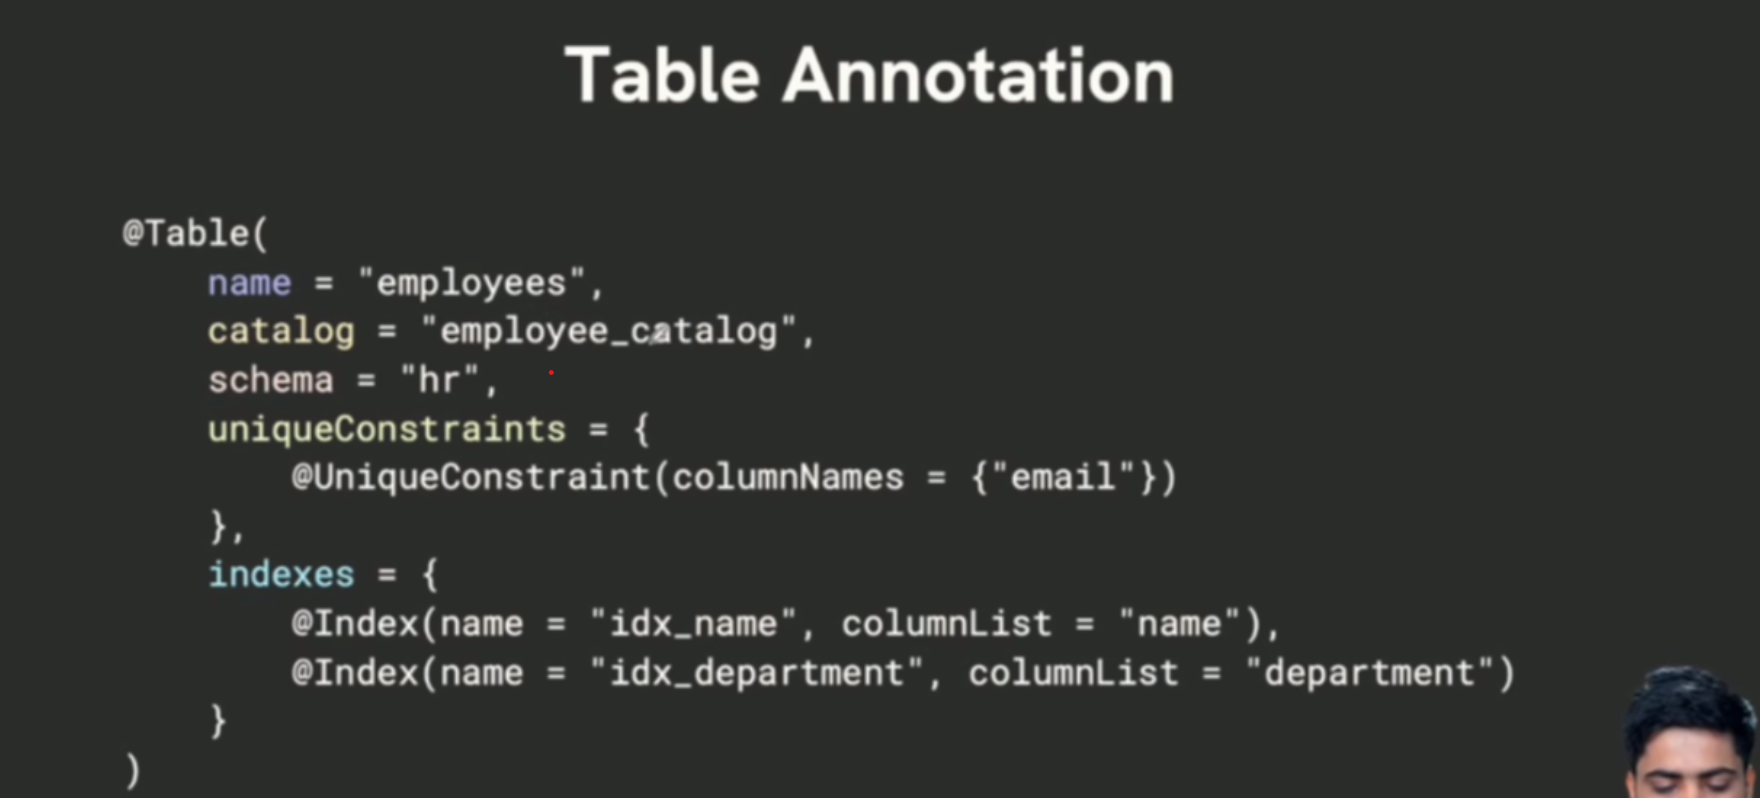 Table Annotation
@Table(
name = "employees",
catalog = "employee_catalog",
schema = "hr",
uniqueConstraints = {
@UniqueConstraint(columnNames = {"email"})
},
indexes = {
@Index(name = "idx_name", columnList = "name"),
@Index(name = "idx_department", columnList = "department")
}
)